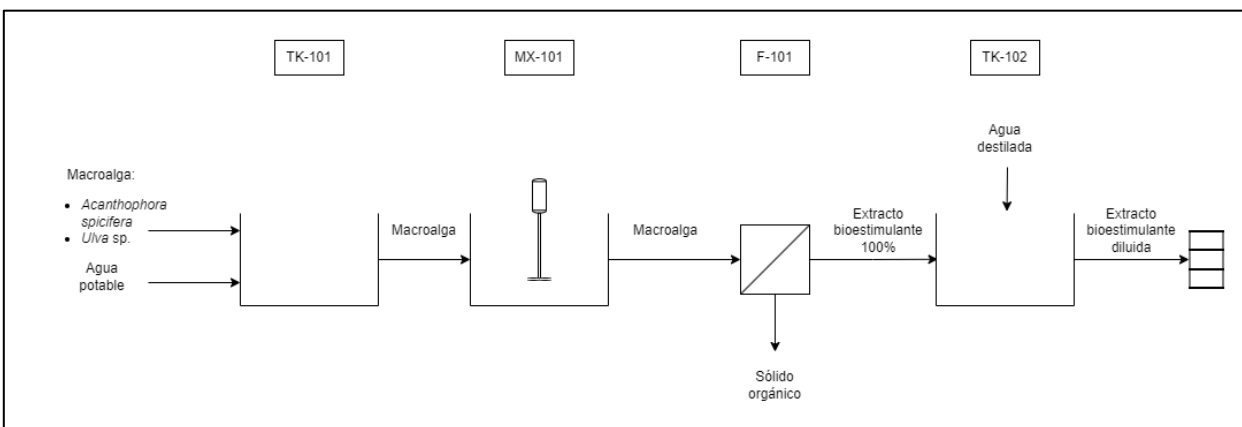 TK-101
MX-101
F-101
TK-102
Agua
destilada
Macroalga:
• Acanthophora
spicifera
• Ulva sp.
Agua
potable
Macroalga
Macroalga
Extracto
bioestimulante
100%
Extracto
bioestimulante
diluida
Sólido
orgánico